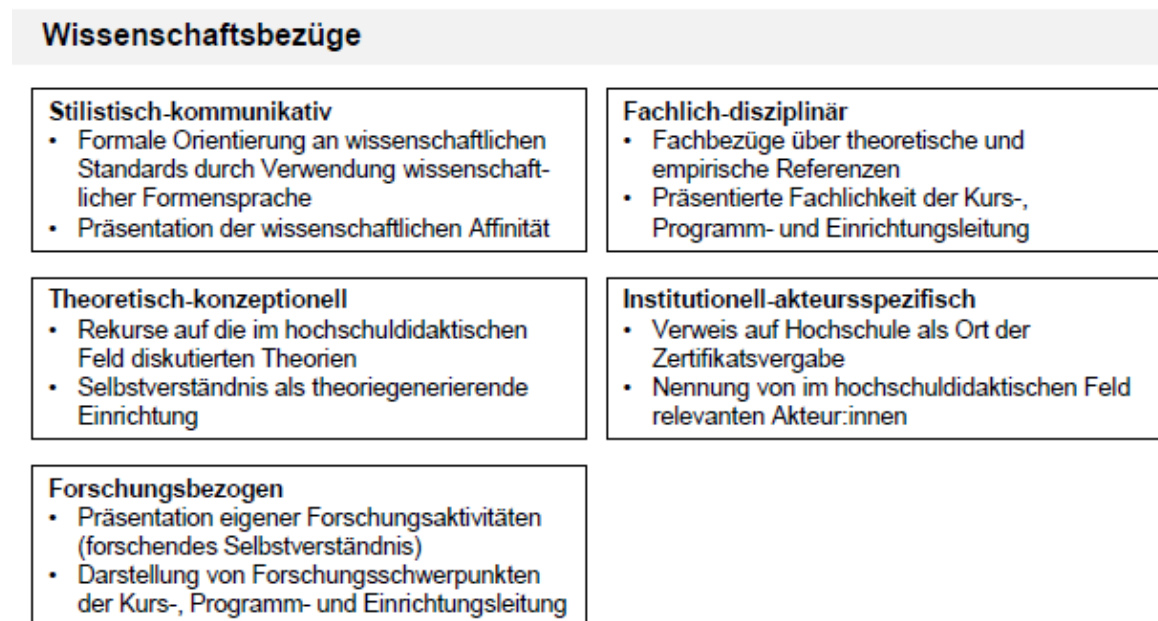 Wissenschaftsbezüge
Stilistisch-kommunikativ
• Formale Orientierung an wissenschaftlichen
Standards durch Verwendung wissenschaft-
licher Formensprache
• Präsentation der wissenschaftlichen Affinität
Fachlich-disziplinär
• Fachbezüge über theoretische und
empirische Referenzen
• Präsentierte Fachlichkeit der Kurs-,
Programm- und Einrichtungsleitung
Theoretisch-konzeptionell
• Rekurse auf die im hochschuldidaktischen
Feld diskutierten Theorien
• Selbstverständnis als theoriegenerierende
Einrichtung
Institutionell-akteursspezifisch
• Verweis auf Hochschule als Ort der
Zertifikatsvergabe
• Nennung von im hochschuldidaktischen Feld
relevanten Akteur:innen
Forschungsbezogen
• Präsentation eigener Forschungsaktivitäten
(forschendes Selbstverständnis)
• Darstellung von Forschungsschwerpunkten
der Kurs-, Programm- und Einrichtungsleitung